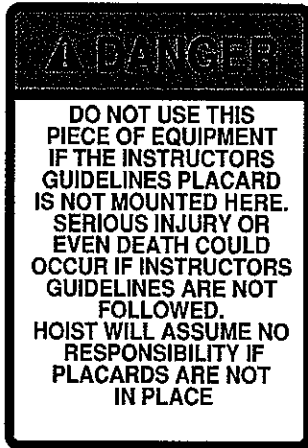 ⚠ DANGER
DO NOT USE THIS
PIECE OF EQUIPMENT
IF THE INSTRUCTORS
GUIDELINES PLACARD
IS NOT MOUNTED HERE.
SERIOUS INJURY OR
EVEN DEATH COULD
OCCUR IF INSTRUCTORS
GUIDELINES ARE NOT
FOLLOWED.
HOIST WILL ASSUME NO
RESPONSIBILITY IF
PLACARDS ARE NOT
IN PLACE